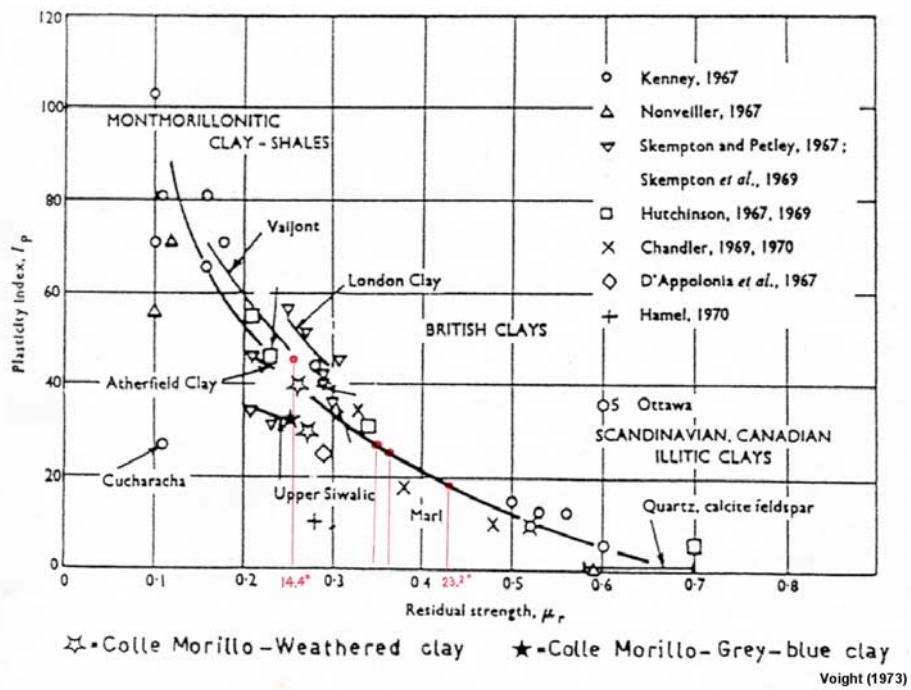 120
100
80
60
40
20
0
Plasticity Index, Ip
0
0·1
0·2
0·3
0·4
0·5
0·6
0·7
0·8
14,4°
23,2°
Residual strength, μr
MONTMORILLONITIC
CLAY – SHALES
Vaijont
London Clay
BRITISH CLAYS
Atherfield Clay
Cucharacha
Upper Siwalic
Marl
5 Ottawa
SCANDINAVIAN, CANADIAN
ILLITIC CLAYS
Quartz, calcite feldspar
Kenney, 1967
Nonveiller, 1967
Skempton and Petley, 1967;
Skempton et al., 1969
Hutchinson, 1967, 1969
Chandler, 1969, 1970
D'Appolonia et al., 1967
Hamel, 1970
☆=Colle Morillo–Weathered clay
★=Colle Morillo–Grey–blue clay
Voight (1973)